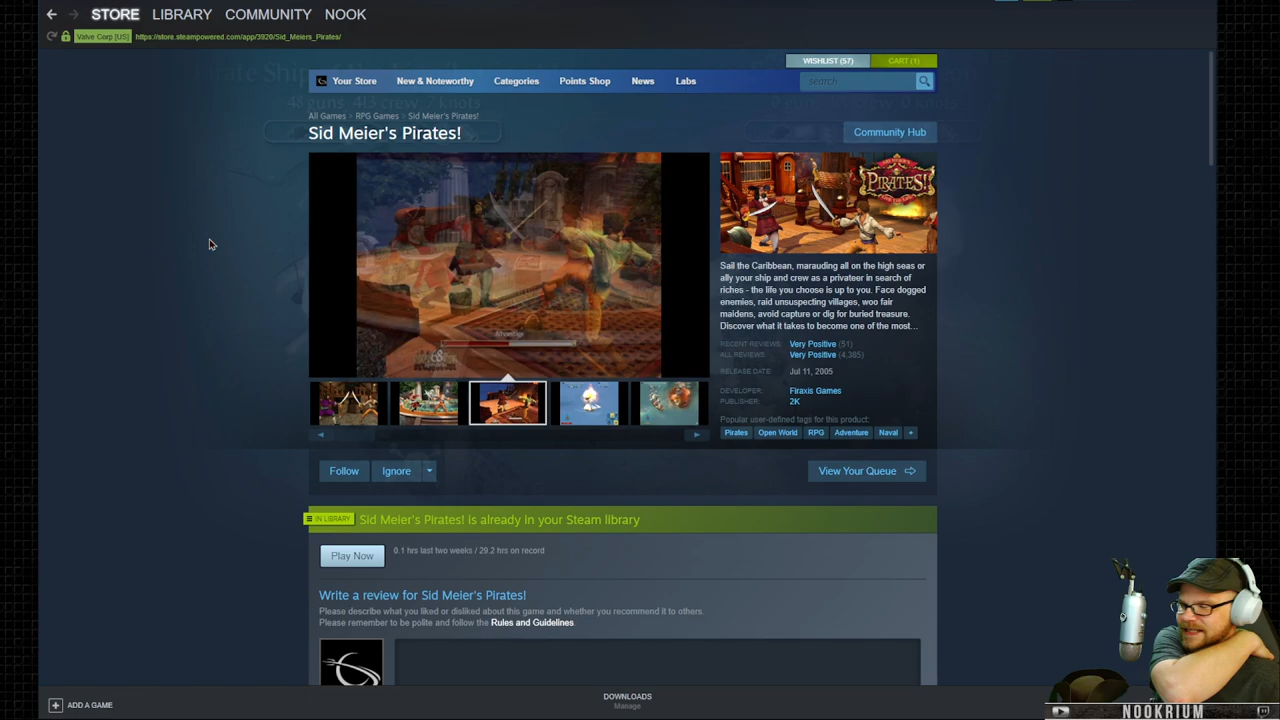 STORE LIBRARY COMMUNITY NOOK
Valve Corp [US] https://store.steampowered.com/app/3920/Sid_Meiers_Pirates/
WISHLIST (57) CART (1)
Your Store New & Noteworthy Categories Points Shop News Labs search
48 guns 413 crew 7 knots
All Games > RPG Games > Sid Meier's Pirates!
Sid Meier's Pirates!
Community Hub
PIRATES!
Sail the Caribbean, marauding all on the high seas or
ally your ship and crew as a privateer in search of
riches - the life you choose is up to you. Face dogged
enemies, raid unsuspecting villages, woo fair
maidens, avoid capture or dig for buried treasure.
Discover what it takes to become one of the most...
RECENT REVIEWS: Very Positive (51)
ALL REVIEWS: Very Positive (4,385)
RELEASE DATE: Jul 11, 2005
DEVELOPER: Firaxis Games
PUBLISHER: 2K
Popular user-defined tags for this product:
Pirates Open World RPG Adventure Naval +
Follow Ignore View Your Queue
IN LIBRARY Sid Meier's Pirates! is already in your Steam library
Play Now 0.1 hrs last two weeks / 29.2 hrs on record
Write a review for Sid Meier's Pirates!
Please describe what you liked or disliked about this game and whether you recommend it to others.
Please remember to be polite and follow the Rules and Guidelines.
+ ADD A GAME
DOWNLOADS
Manage
NOOKRIUM